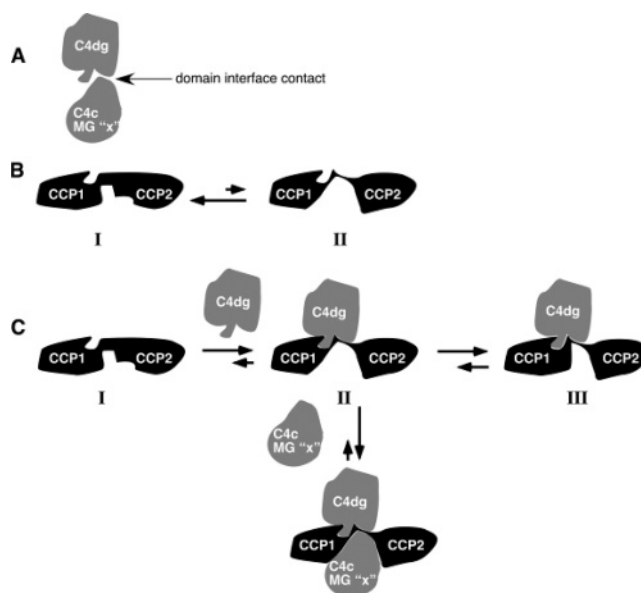 A
C4dg
domain interface contact
C4c
MG "x"
B
CCP1
CCP2
CCP1
CCP2
I
II
C
C4dg
C4dg
C4dg
CCP1
CCP2
CCP1
CCP2
CCP1
CCP2
I
II
III
C4c
MG "x"
C4dg
CCP1
CCP2
C4c
MG "x"